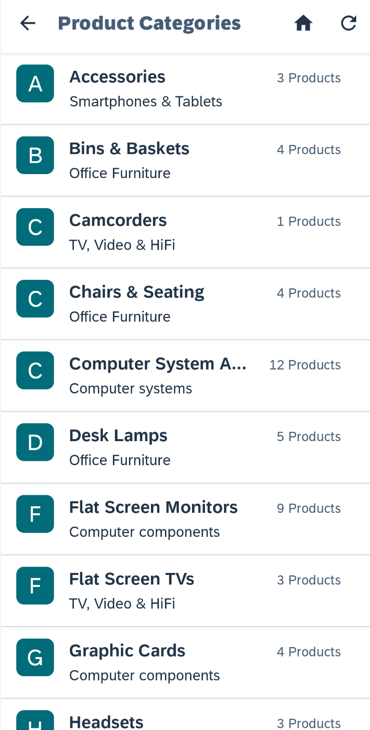 Product Categories
A
Accessories
3 Products
Smartphones & Tablets
B
Bins & Baskets
4 Products
Office Furniture
C
Camcorders
1 Products
TV, Video & HiFi
C
Chairs & Seating
4 Products
Office Furniture
C
Computer System A...
12 Products
Computer systems
D
Desk Lamps
5 Products
Office Furniture
F
Flat Screen Monitors
9 Products
Computer components
F
Flat Screen TVs
3 Products
TV, Video & HiFi
G
Graphic Cards
4 Products
Computer components
H
Headsets
3 Products